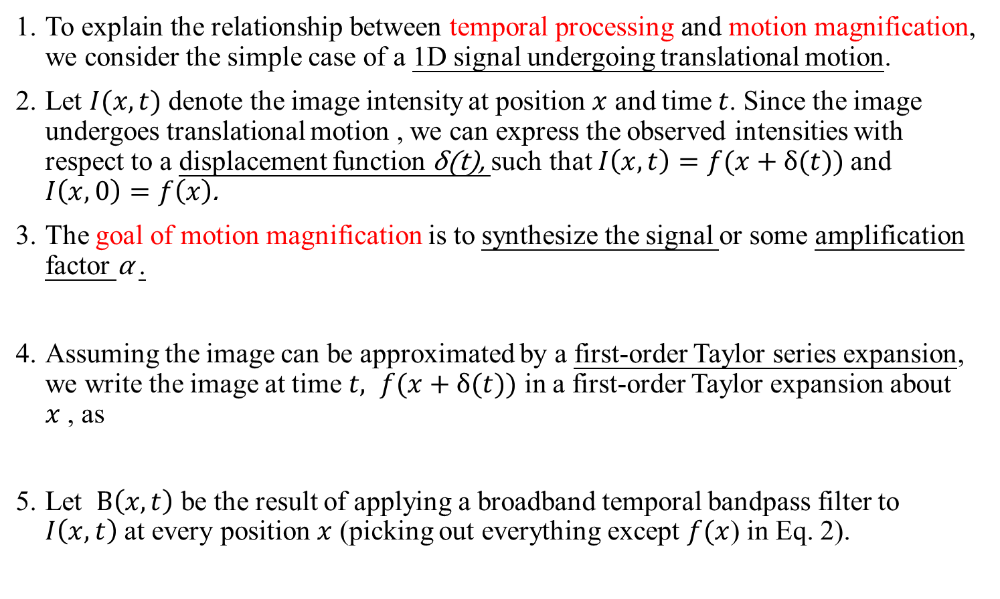 1. To explain the relationship between temporal processing and motion magnification,
we consider the simple case of a 1D signal undergoing translational motion.
2. Let I(x, t) denote the image intensity at position x and time t. Since the image
undergoes translational motion , we can express the observed intensities with
respect to a displacement function δ(t), such that I(x, t) = f(x + δ(t)) and
I(x, 0) = f(x).
3. The goal of motion magnification is to synthesize the signal or some amplification
factor α .
4. Assuming the image can be approximated by a first-order Taylor series expansion,
we write the image at time t, f(x + δ(t)) in a first-order Taylor expansion about
x , as
5. Let B(x, t) be the result of applying a broadband temporal bandpass filter to
I(x, t) at every position x (picking out everything except f(x) in Eq. 2).